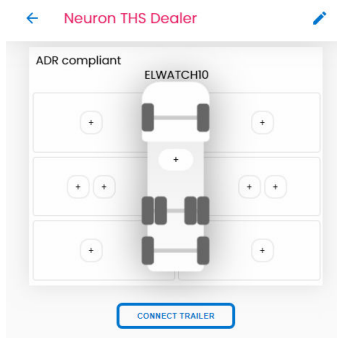 Neuron THS Dealer
ADR compliant
ELWATCH10
+ +
+
+ + + +
+ +
CONNECT TRAILER